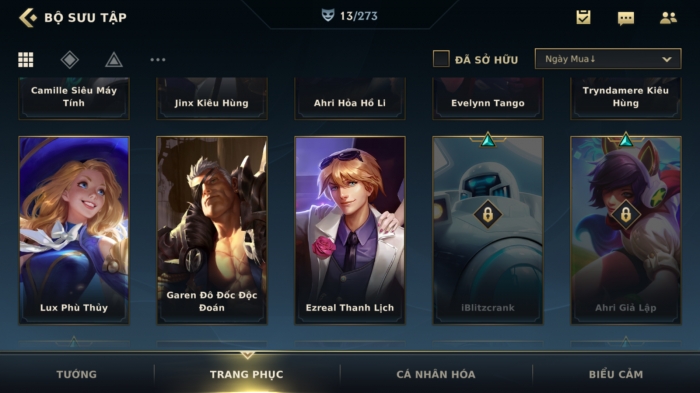 BỘ SƯU TẬP
13/273
ĐÃ SỞ HỮU
Ngày Mua↓
Camille Siêu Máy
Tính
Jinx Kiêu Hùng
Ahri Hỏa Hồ Li
Evelynn Tango
Tryndamere Kiêu
Hùng
Lux Phù Thủy
Garen Đô Đốc Độc
Đoán
Ezreal Thanh Lịch
iBlitzcrank
Ahri Giả Lập
TƯỚNG
TRANG PHỤC
CÁ NHÂN HÓA
BIỂU CẢM